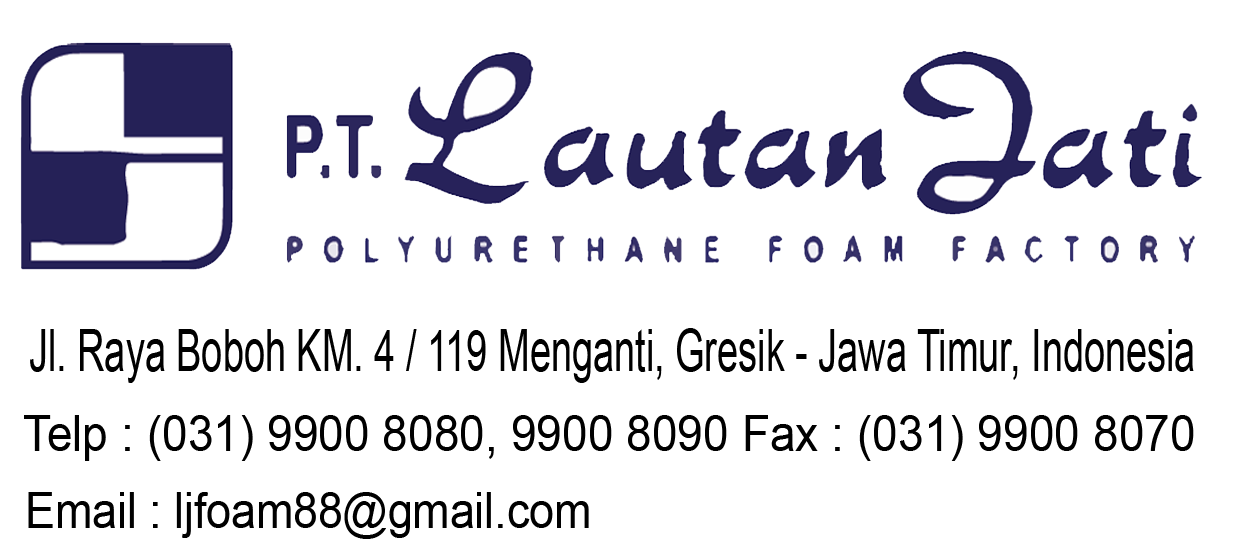 P.T. Lautan Jati
POLYURETHANE FOAM FACTORY
Jl. Raya Boboh KM. 4 / 119 Menganti, Gresik - Jawa Timur, Indonesia
Telp : (031) 9900 8080, 9900 8090 Fax : (031) 9900 8070
Email : ljfoam88@gmail.com